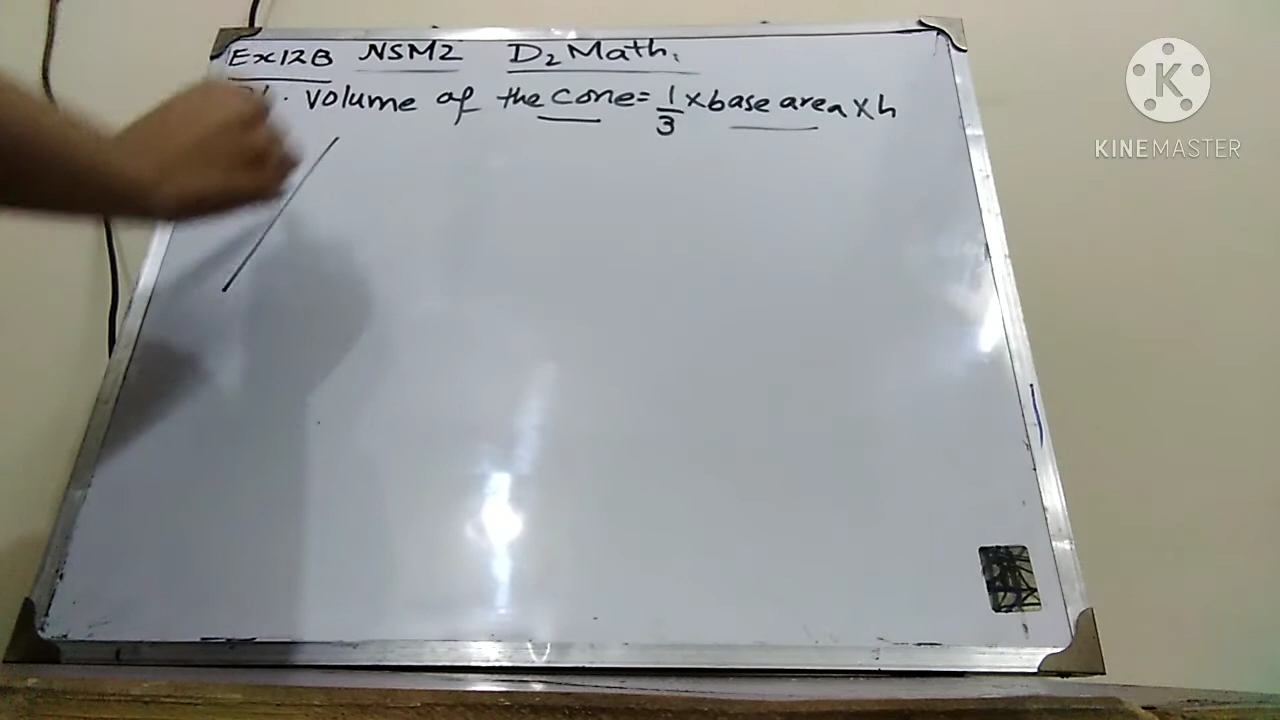 Ex12B NSM2 D2 Math.
. volume of the cone = 1/3 × base area × h
K
KINEMASTER